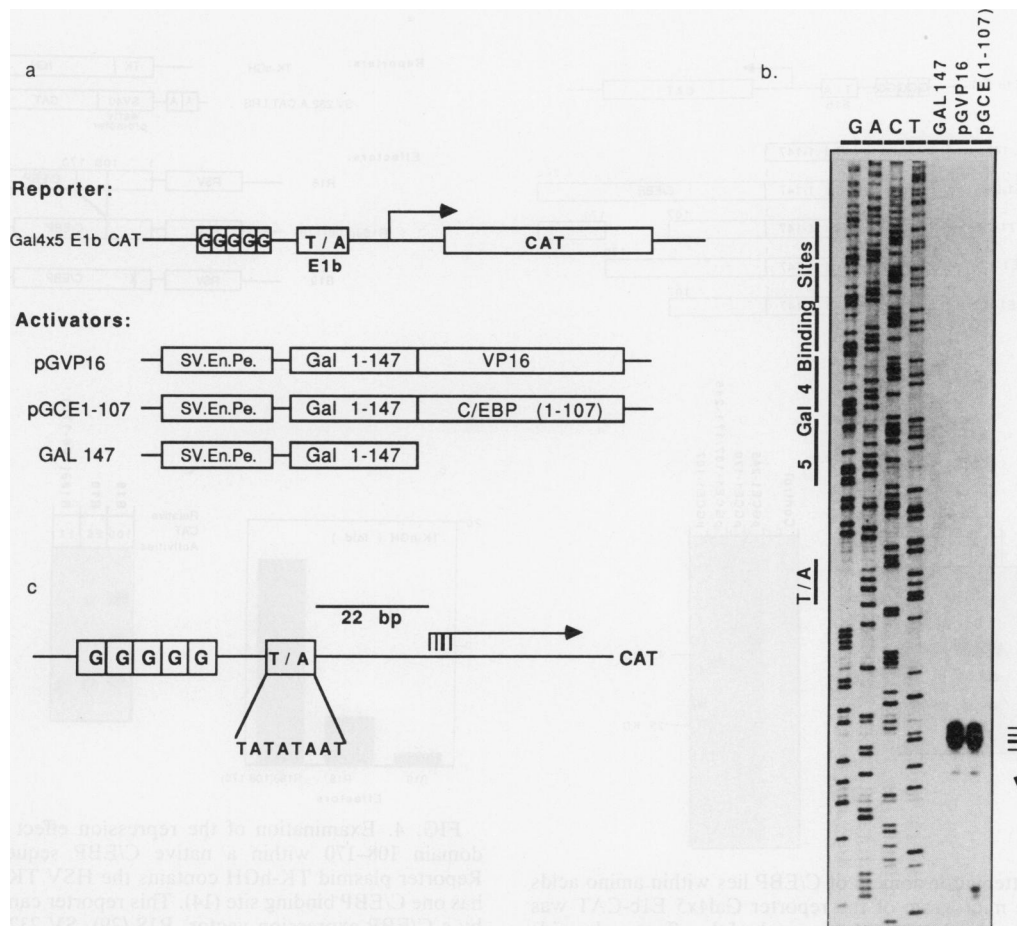 a
Reporter:
Gal4x5 E1b CAT
G G G G G
T / A
E1b
CAT
Activators:
pGVP16
SV.En.Pe.
Gal 1-147
VP16
pGCE1-107
SV.En.Pe.
Gal 1-147
C/EBP (1-107)
GAL 147
SV.En.Pe.
Gal 1-147
b.
G A C T
GAL147
pGVP16
pGCE(1-107)
5 Gal 4 Binding Sites
T/A
c
22 bp
G G G G G
T / A
CAT
TATATAAT